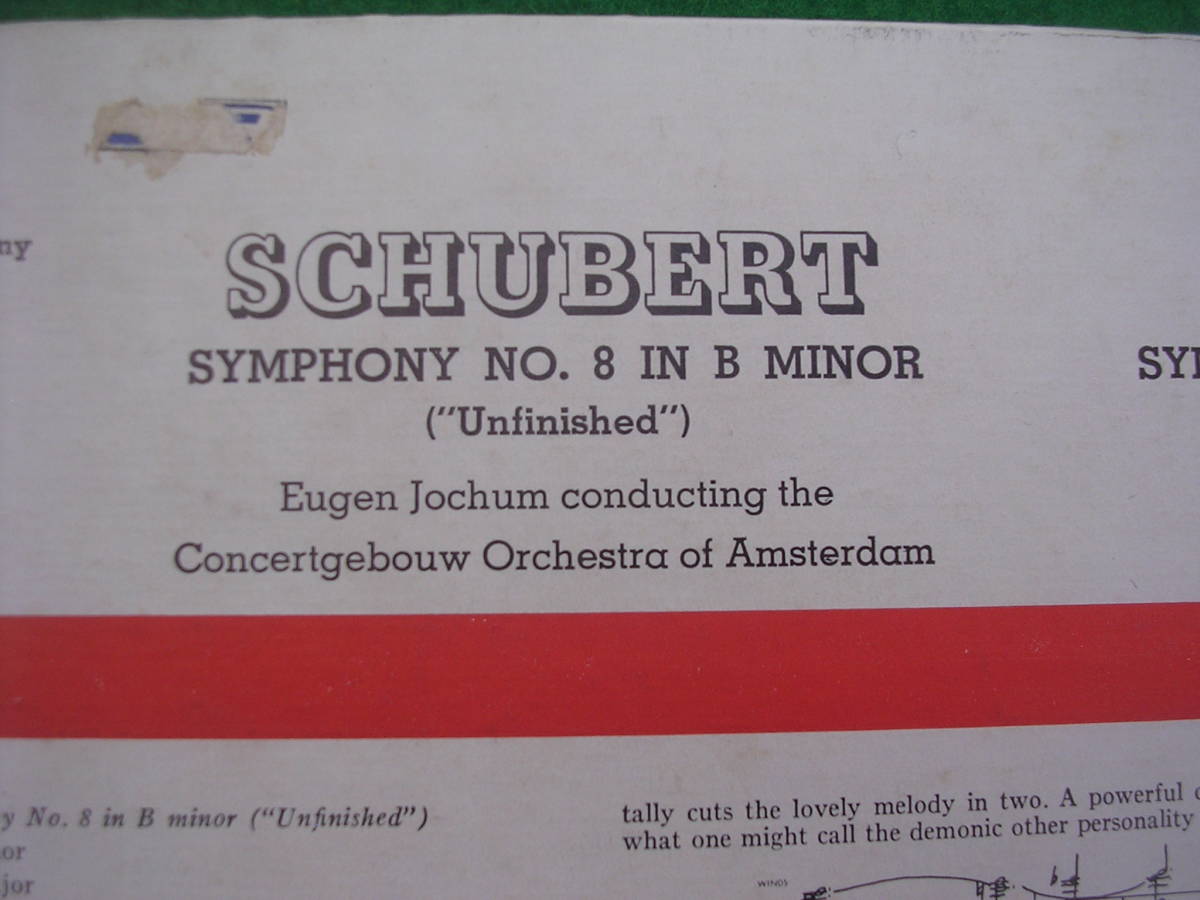 ny
SCHUBERT
SYMPHONY NO. 8 IN B MINOR
("Unfinished")
Eugen Jochum conducting the
Concertgebouw Orchestra of Amsterdam
SY
y No. 8 in B minor ("Unfinished")
or
jor
tally cuts the lovely melody in two. A powerful
what one might call the demonic other personality
WINDS